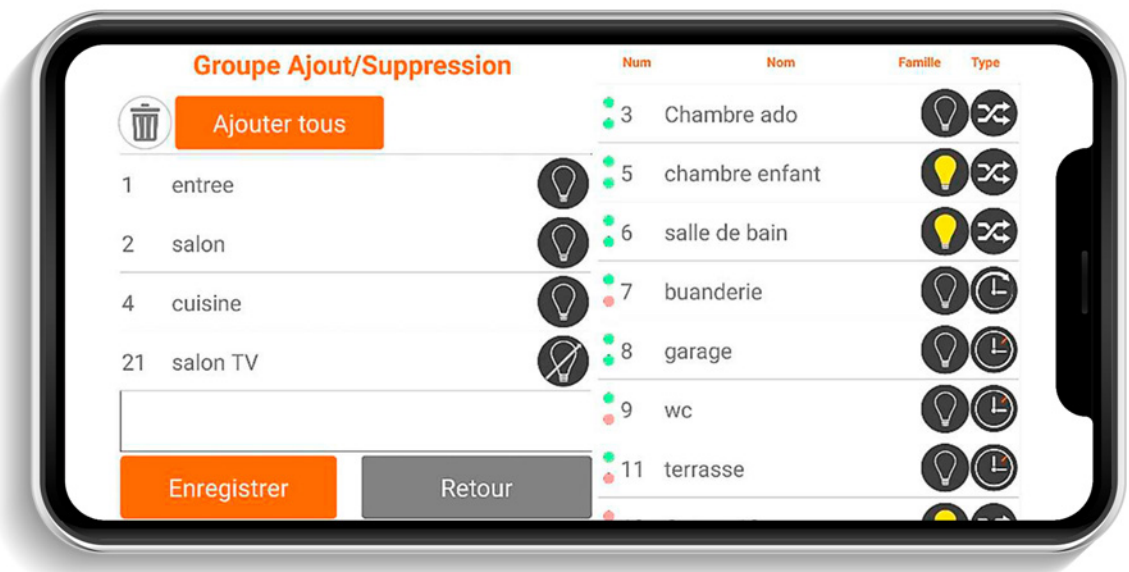 Groupe Ajout/Suppression
Ajouter tous
1 entree
2 salon
4 cuisine
21 salon TV
Enregistrer Retour
Num Nom Famille Type
3 Chambre ado
5 chambre enfant
6 salle de bain
7 buanderie
8 garage
9 wc
11 terrasse